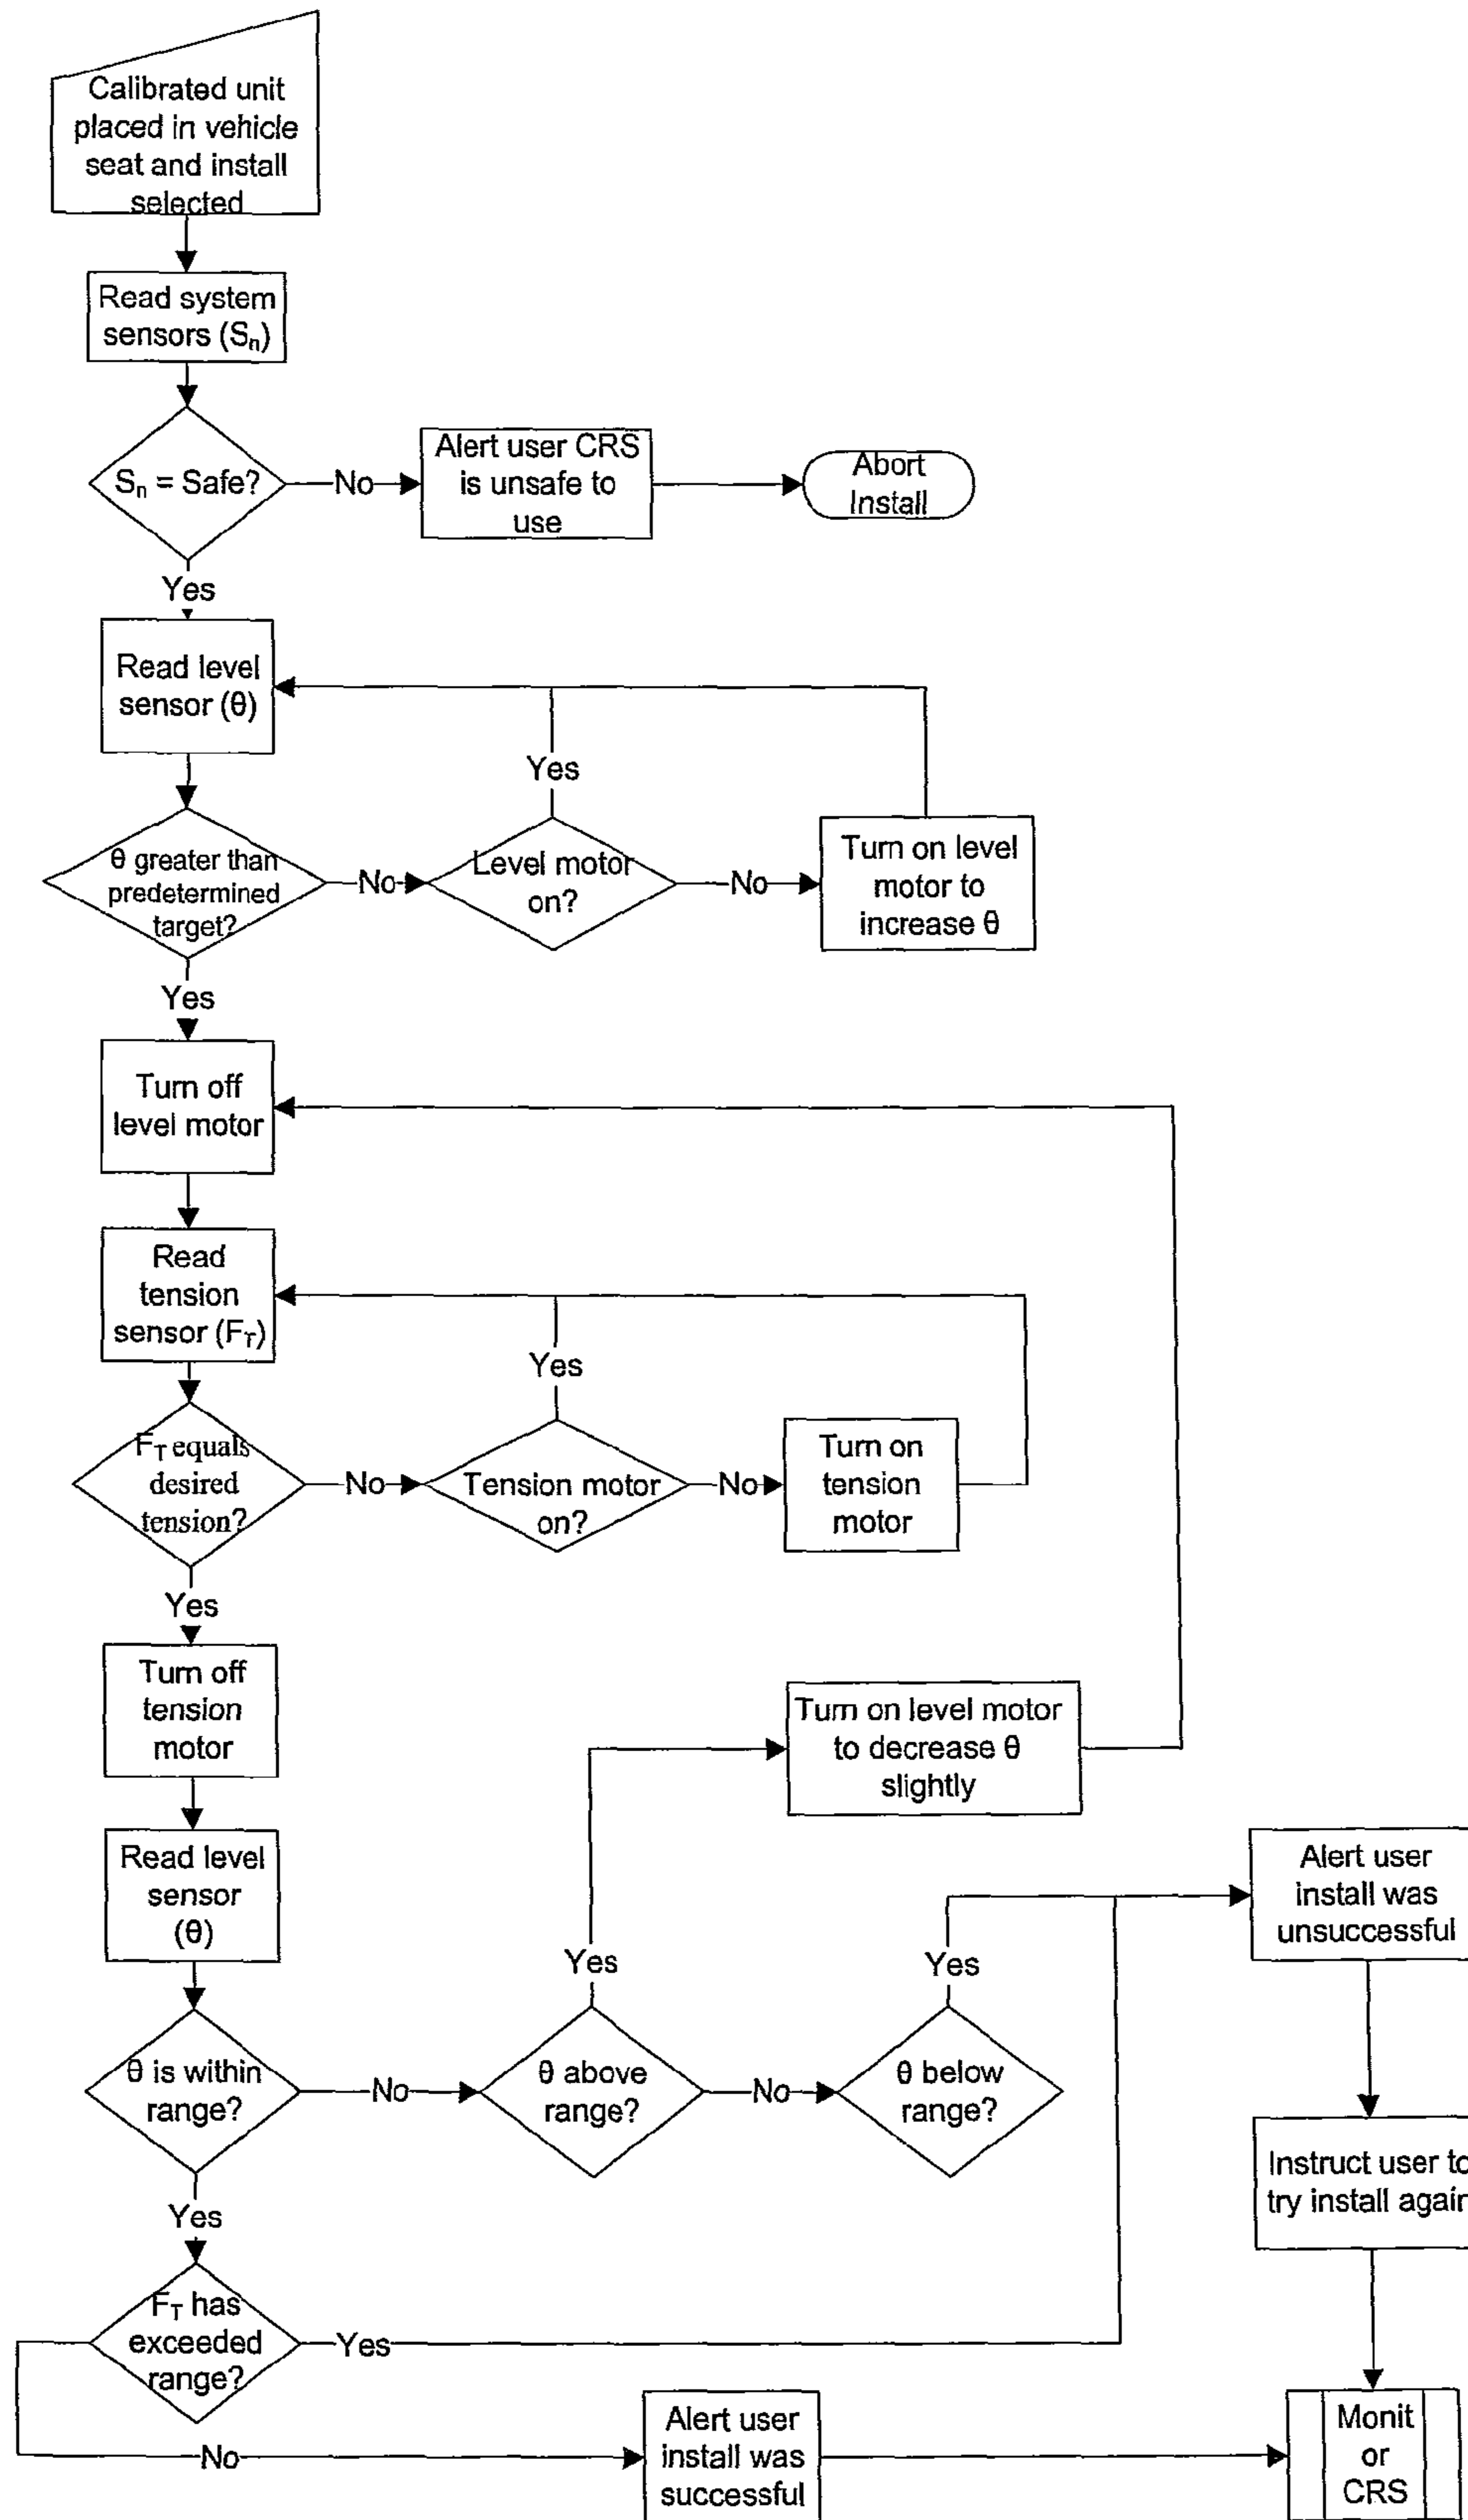 Calibrated unit
placed in vehicle
seat and install
selected
Read system
sensors (Sₙ)
Sₙ = Safe?
No
Alert user CRS
is unsafe to
use
Abort
Install
Yes
Read level
sensor (θ)
Yes
θ greater than
predetermined
target?
No
Level motor
on?
No
Turn on level
motor to
increase θ
Yes
Turn off
level motor
Read
tension
sensor (F_T)
Yes
F_T equals
desired
tension?
No
Tension motor
on?
No
Turn on
tension
motor
Yes
Turn off
tension
motor
Turn on level motor
to decrease θ
slightly
Read level
sensor
(θ)
Alert user
install was
unsuccessful
Yes
Yes
θ is within
range?
No
θ above
range?
No
θ below
range?
Instruct user to
try install again
Yes
F_T has
exceeded
range?
Yes
No
Alert user
install was
successful
Monit
or
CRS